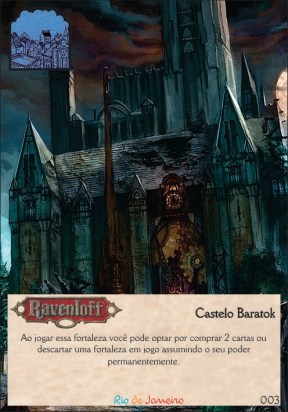 Ravenloft
Castelo Baratok
Ao jogar essa fortaleza você pode optar por comprar 2 cartas ou
descartar uma fortaleza em jogo assumindo o seu poder
permanentemente.
003
Rio de Janeiro